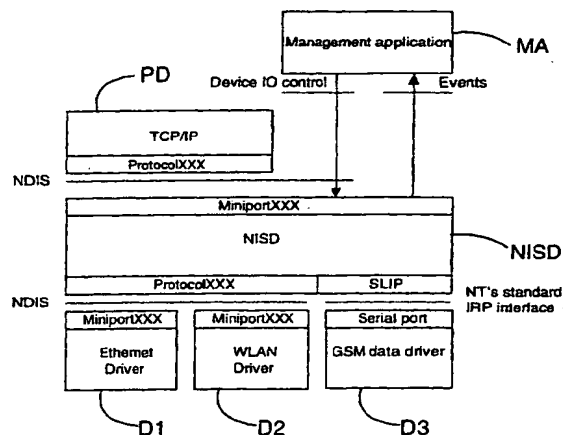 Management application
MA
PD
Device IO control
Events
TCP/IP
ProtocolXXX
NDIS
MiniportXXX
NISD
NISD
ProtocolXXX
SLIP
NDIS
NT's standard
IRP interface
MiniportXXX
MiniportXXX
Serial port
Ethernet
Driver
WLAN
Driver
GSM data driver
D1
D2
D3